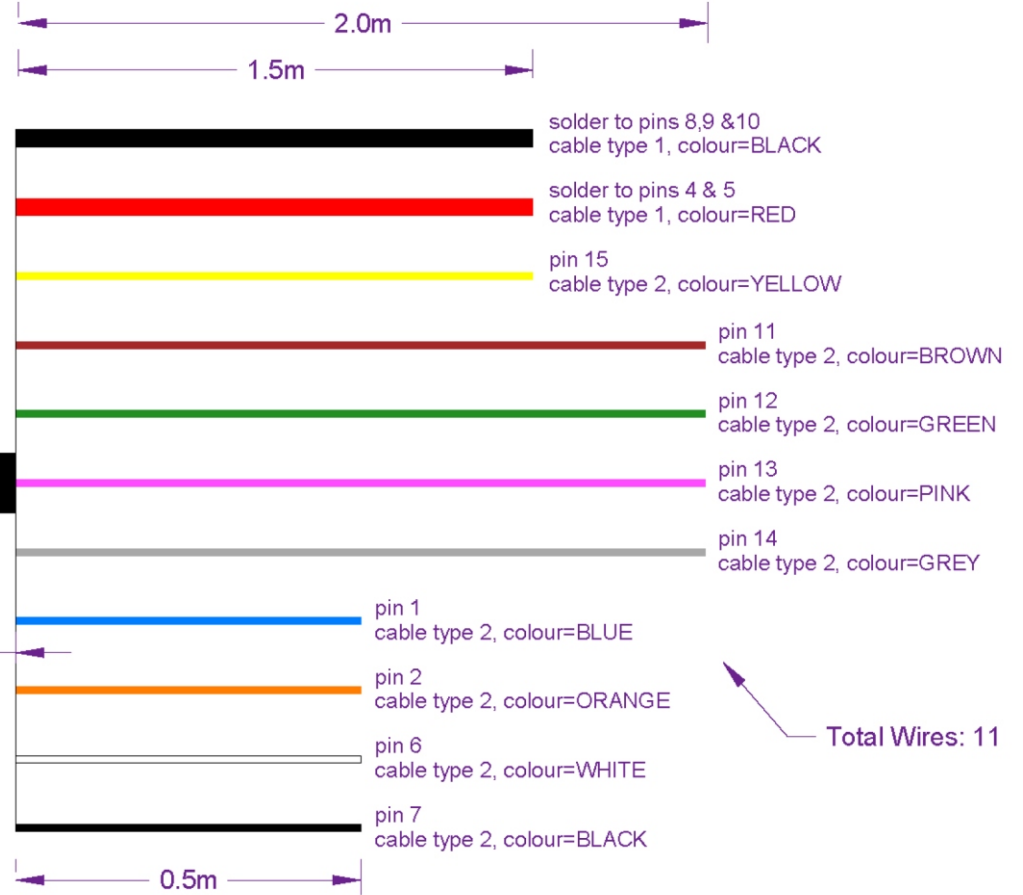 2.0m
1.5m
solder to pins 8,9 &10
cable type 1, colour=BLACK
solder to pins 4 & 5
cable type 1, colour=RED
pin 15
cable type 2, colour=YELLOW
pin 11
cable type 2, colour=BROWN
pin 12
cable type 2, colour=GREEN
pin 13
cable type 2, colour=PINK
pin 14
cable type 2, colour=GREY
pin 1
cable type 2, colour=BLUE
pin 2
cable type 2, colour=ORANGE
Total Wires: 11
pin 6
cable type 2, colour=WHITE
pin 7
cable type 2, colour=BLACK
0.5m